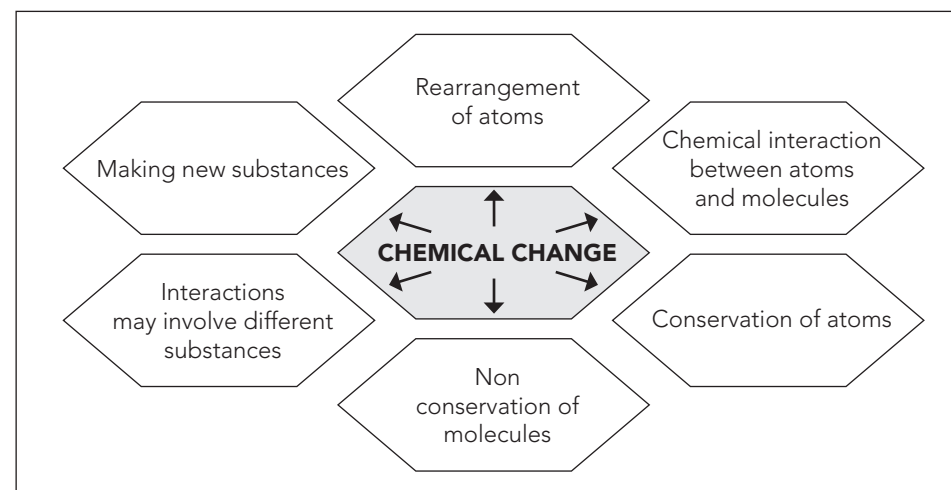 Rearrangement
of atoms
Making new substances
Chemical interaction
between atoms
and molecules
CHEMICAL CHANGE
Interactions
may involve different
substances
Conservation of atoms
Non
conservation of
molecules